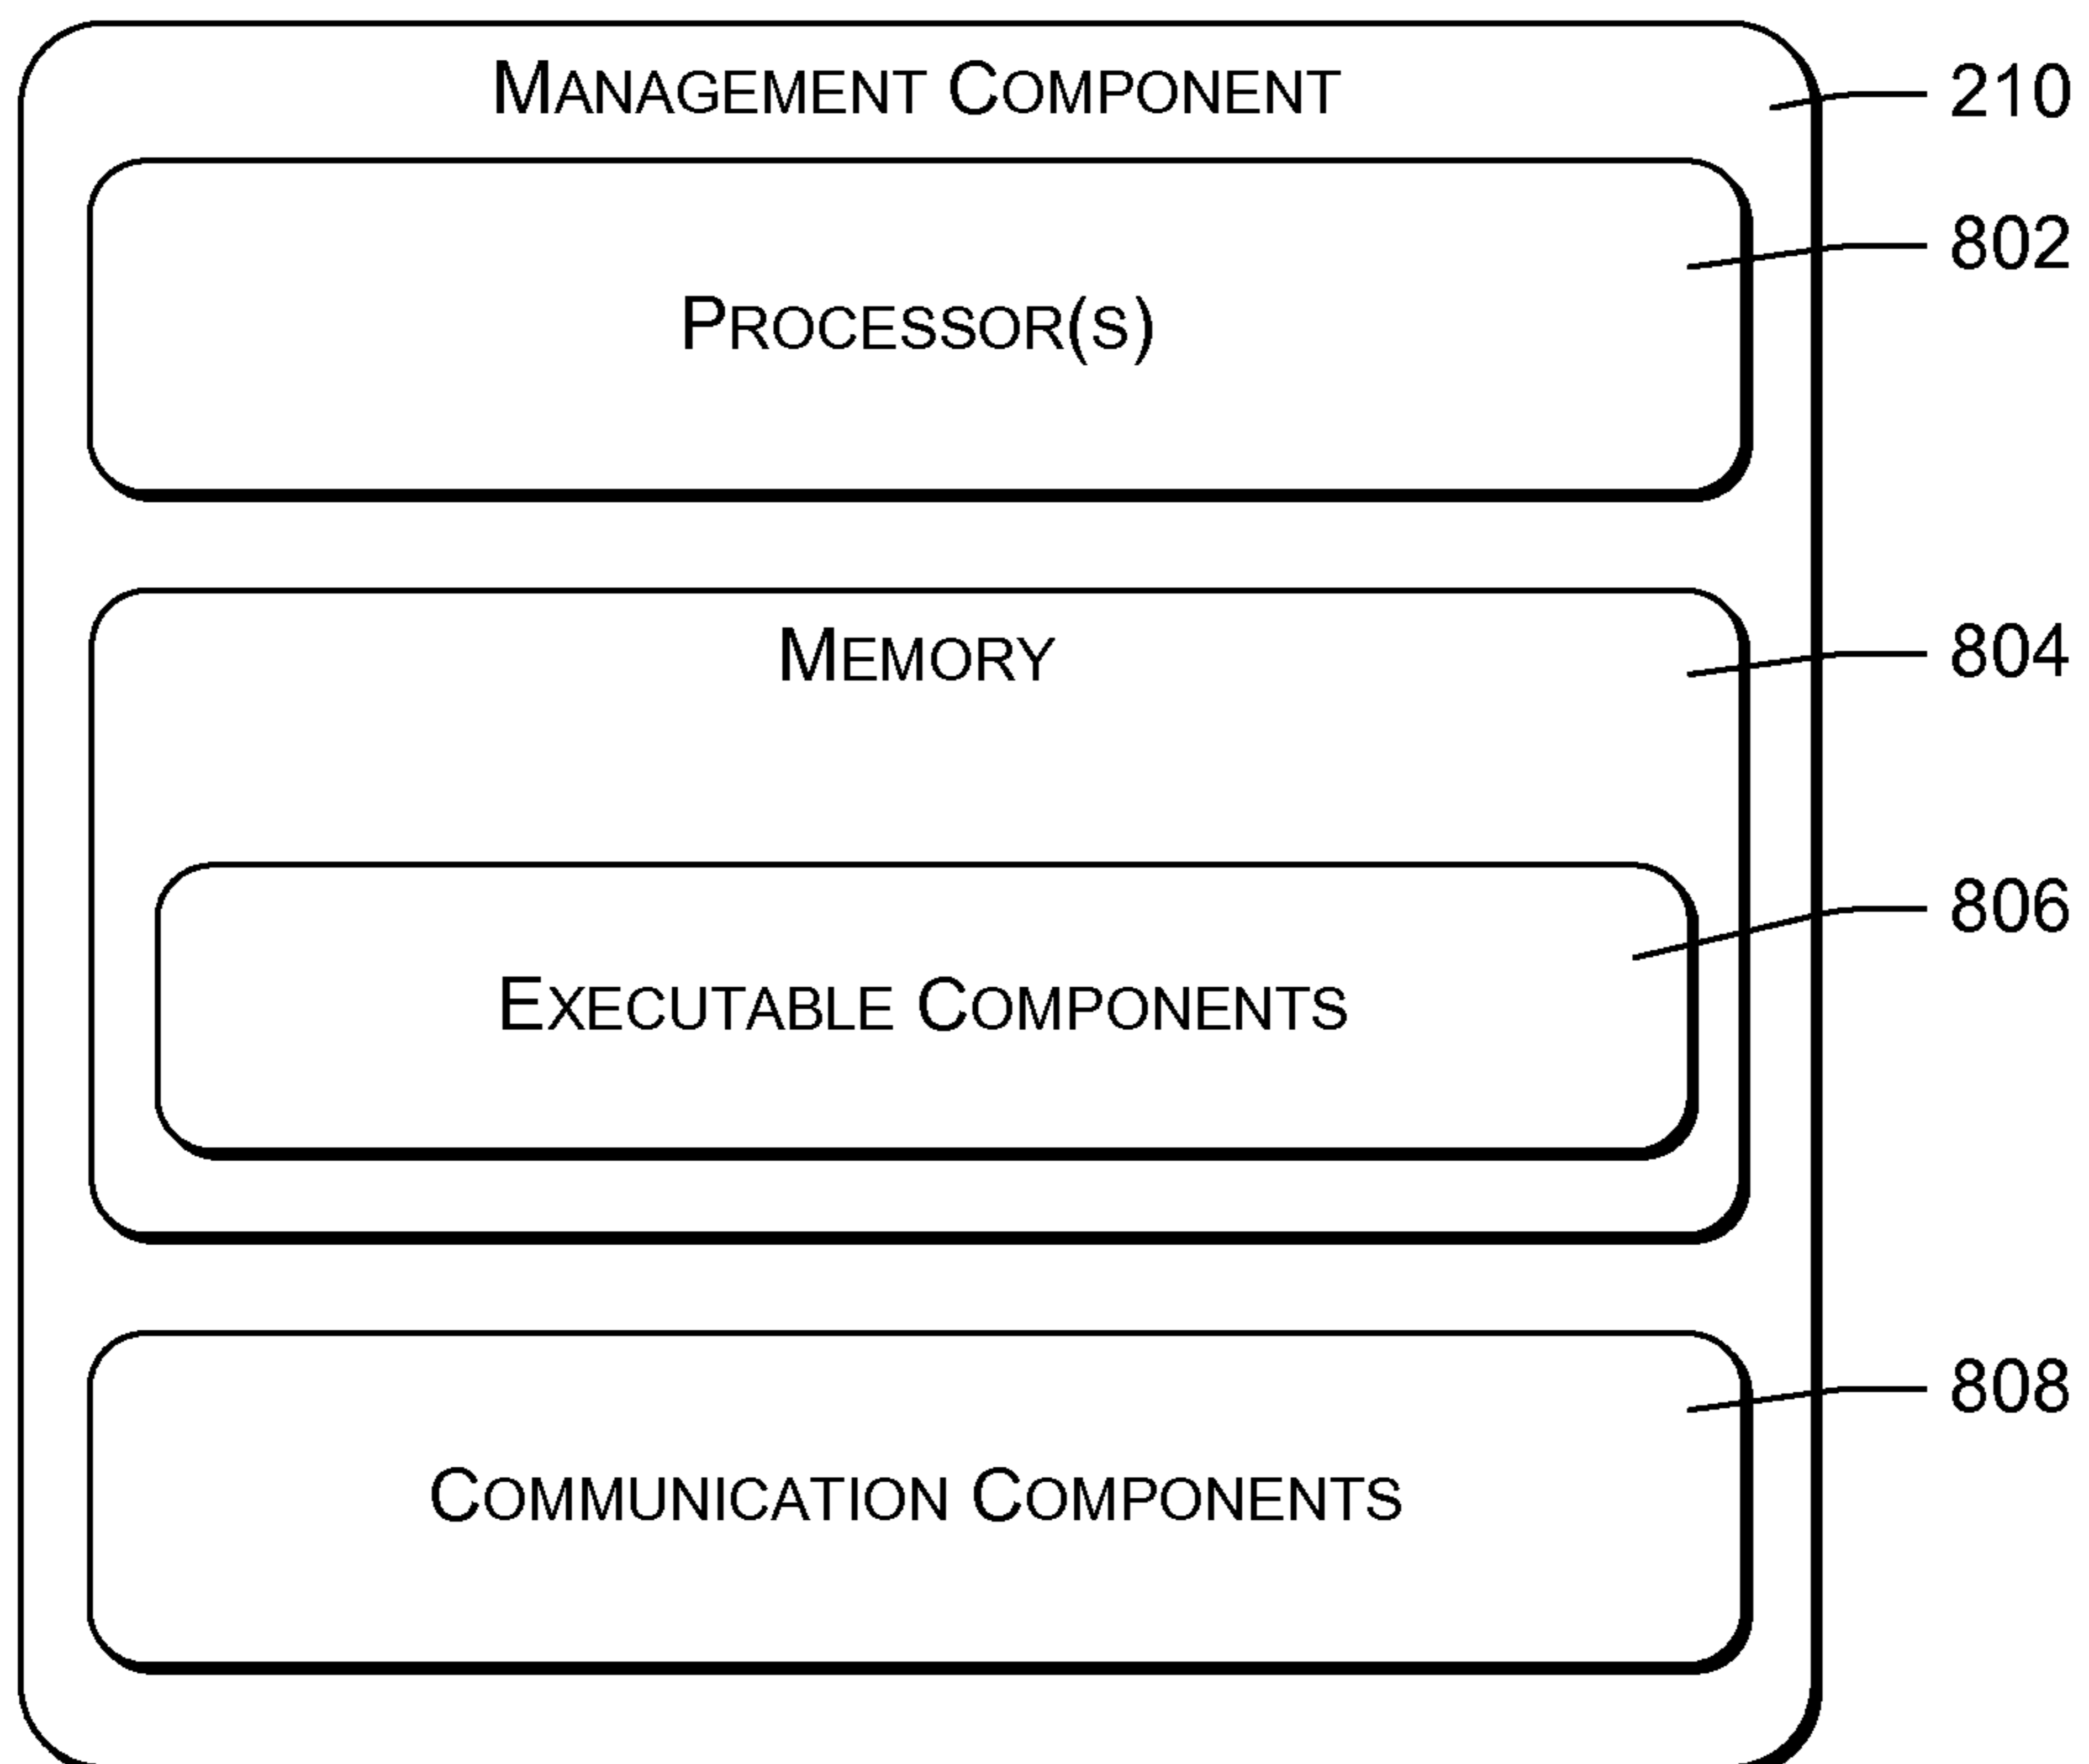 MANAGEMENT COMPONENT
210
802
PROCESSOR(S)
MEMORY
804
806
EXECUTABLE COMPONENTS
808
COMMUNICATION COMPONENTS